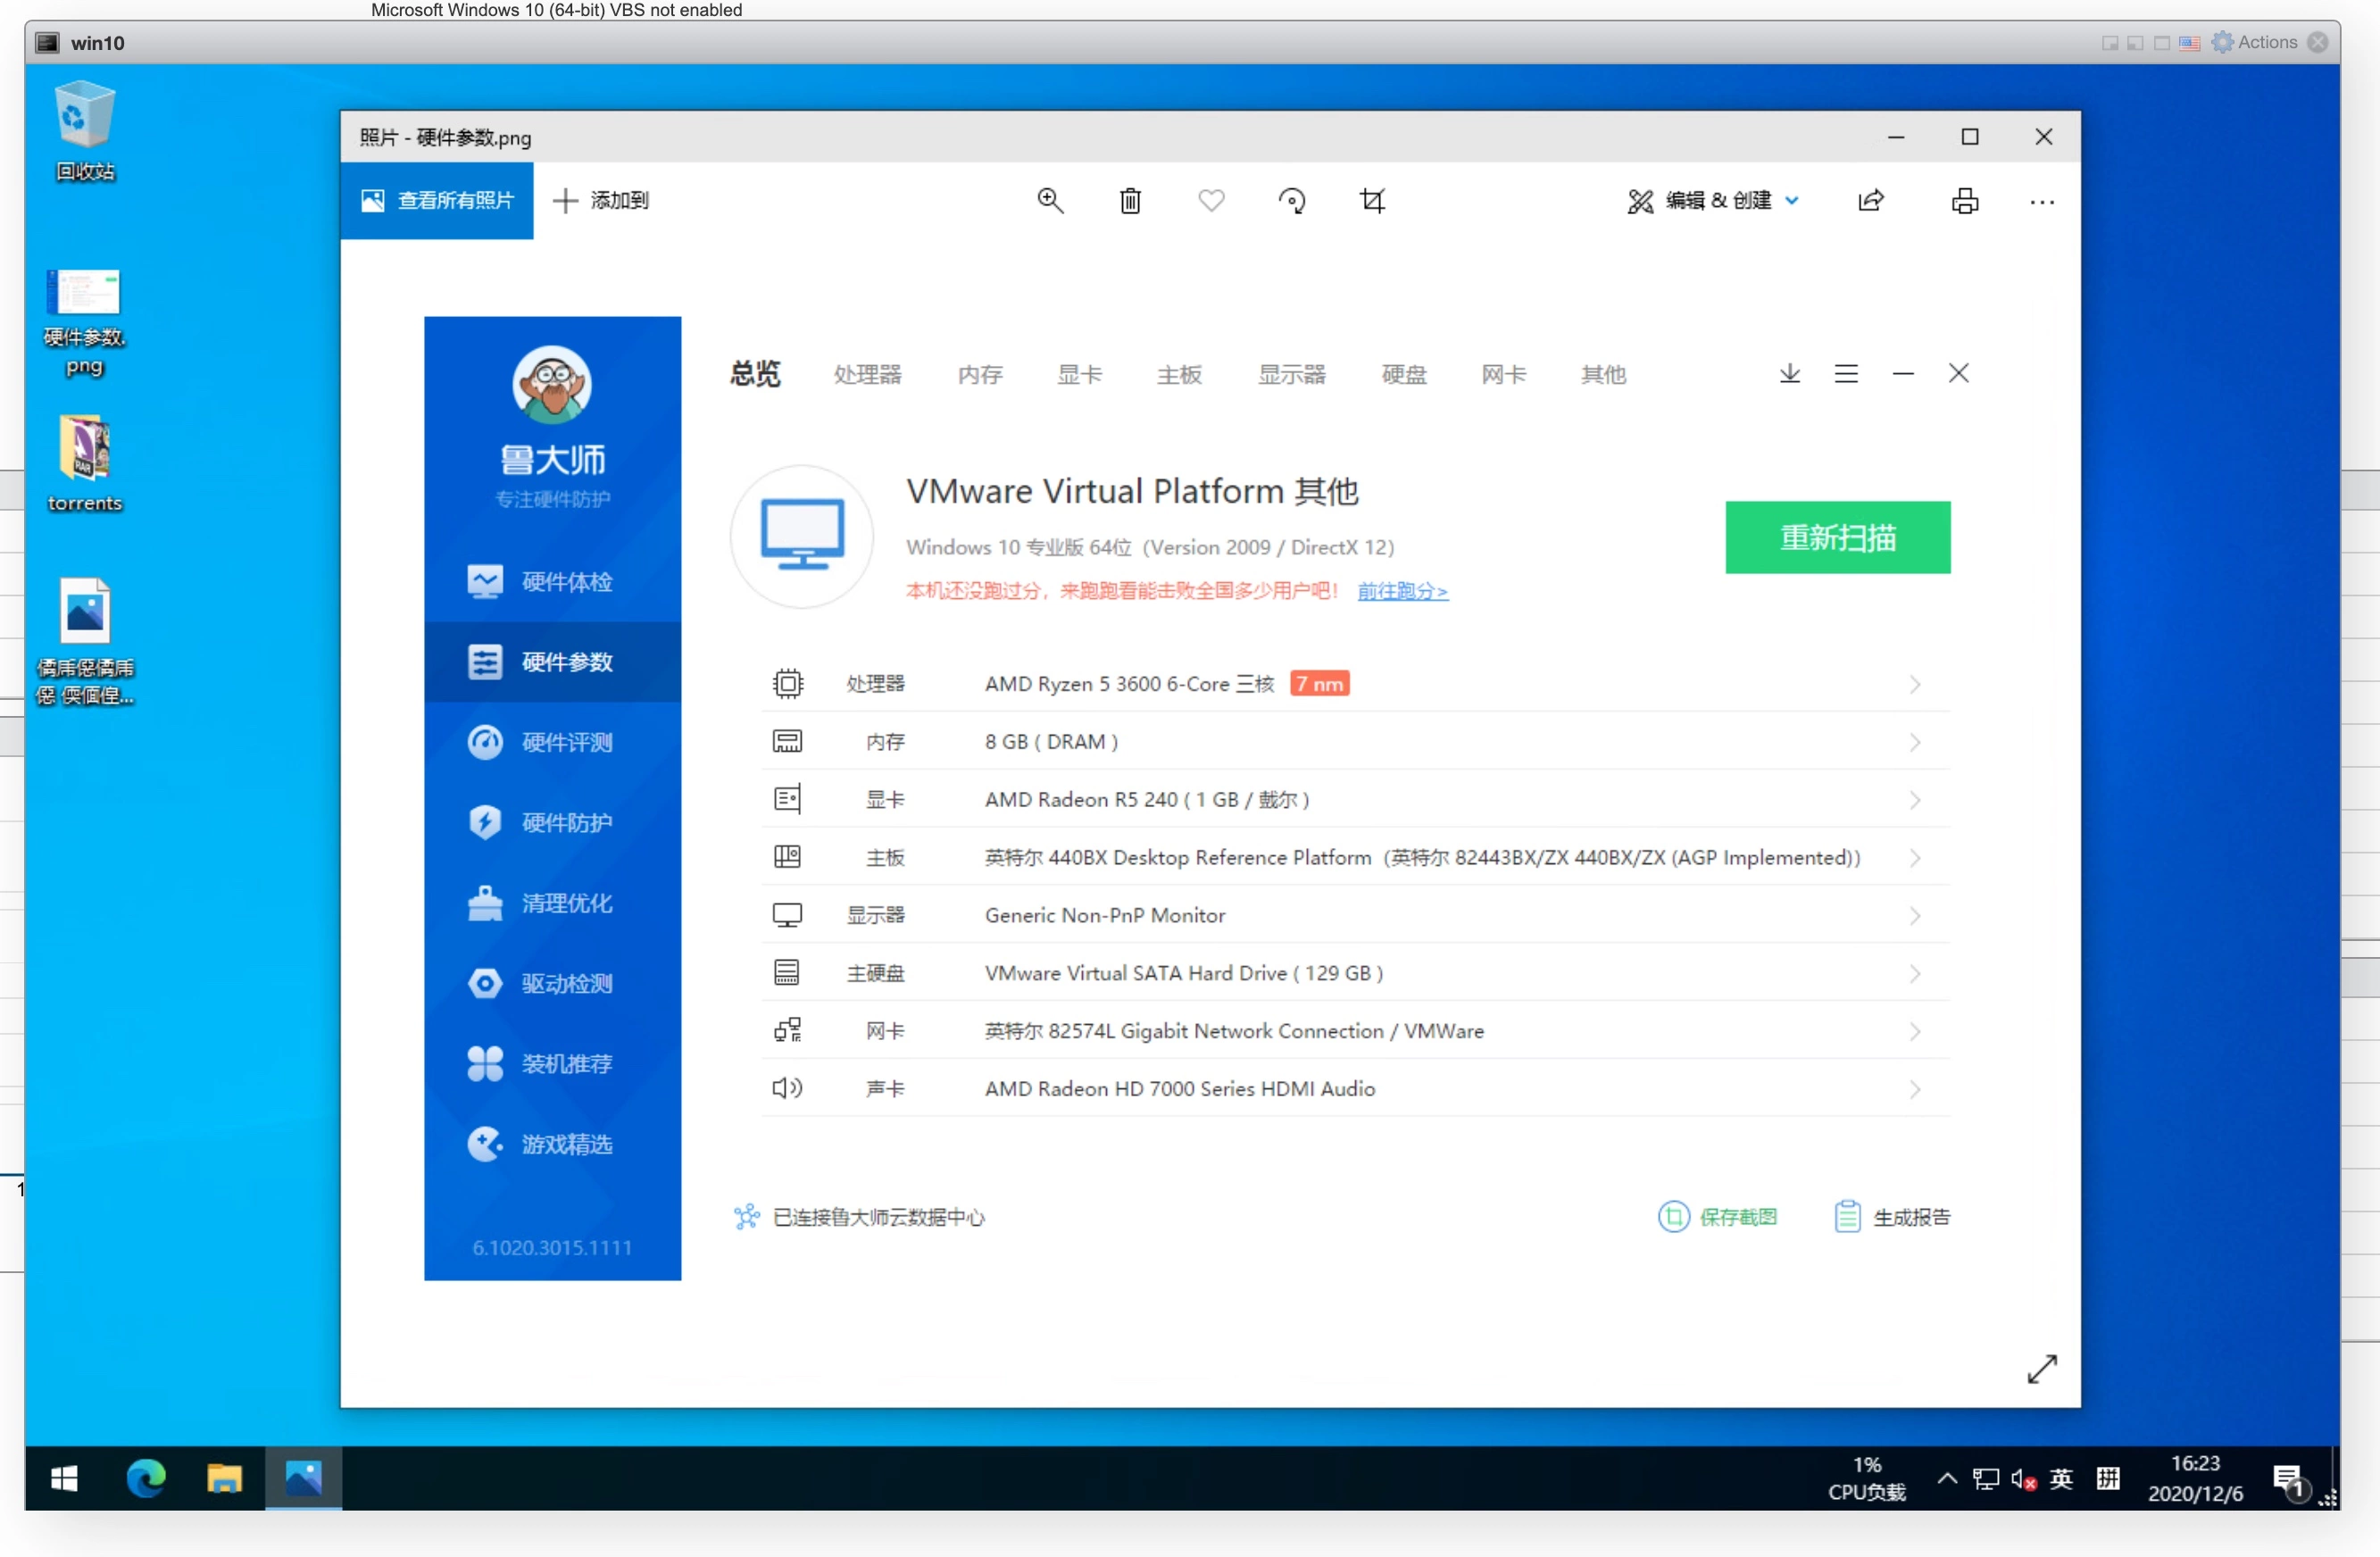 Microsoft Windows 10 (64-bit) VBS not enabled
win10
Actions
回收站
硬件参数.
png
torrents
照片 - 硬件参数.png
查看所有照片
添加到
编辑 & 创建
鲁大师
专注硬件防护
硬件体检
硬件参数
硬件评测
硬件防护
清理优化
驱动检测
装机推荐
游戏精选
6.1020.3015.1111
总览 处理器 内存 显卡 主板 显示器 硬盘 网卡 其他
VMware Virtual Platform 其他
Windows 10 专业版 64位 (Version 2009 / DirectX 12)
本机还没跑过分，来跑跑看能击败全国多少用户吧！ 前往跑分>
重新扫描
处理器 AMD Ryzen 5 3600 6-Core 三核 7 nm
内存 8 GB ( DRAM )
显卡 AMD Radeon R5 240 ( 1 GB / 戴尔 )
主板 英特尔 440BX Desktop Reference Platform (英特尔 82443BX/ZX 440BX/ZX (AGP Implemented))
显示器 Generic Non-PnP Monitor
主硬盘 VMware Virtual SATA Hard Drive ( 129 GB )
网卡 英特尔 82574L Gigabit Network Connection / VMWare
声卡 AMD Radeon HD 7000 Series HDMI Audio
已连接鲁大师云数据中心
保存截图
生成报告
1
1%
CPU负载
英
拼
16:23
2020/12/6
1